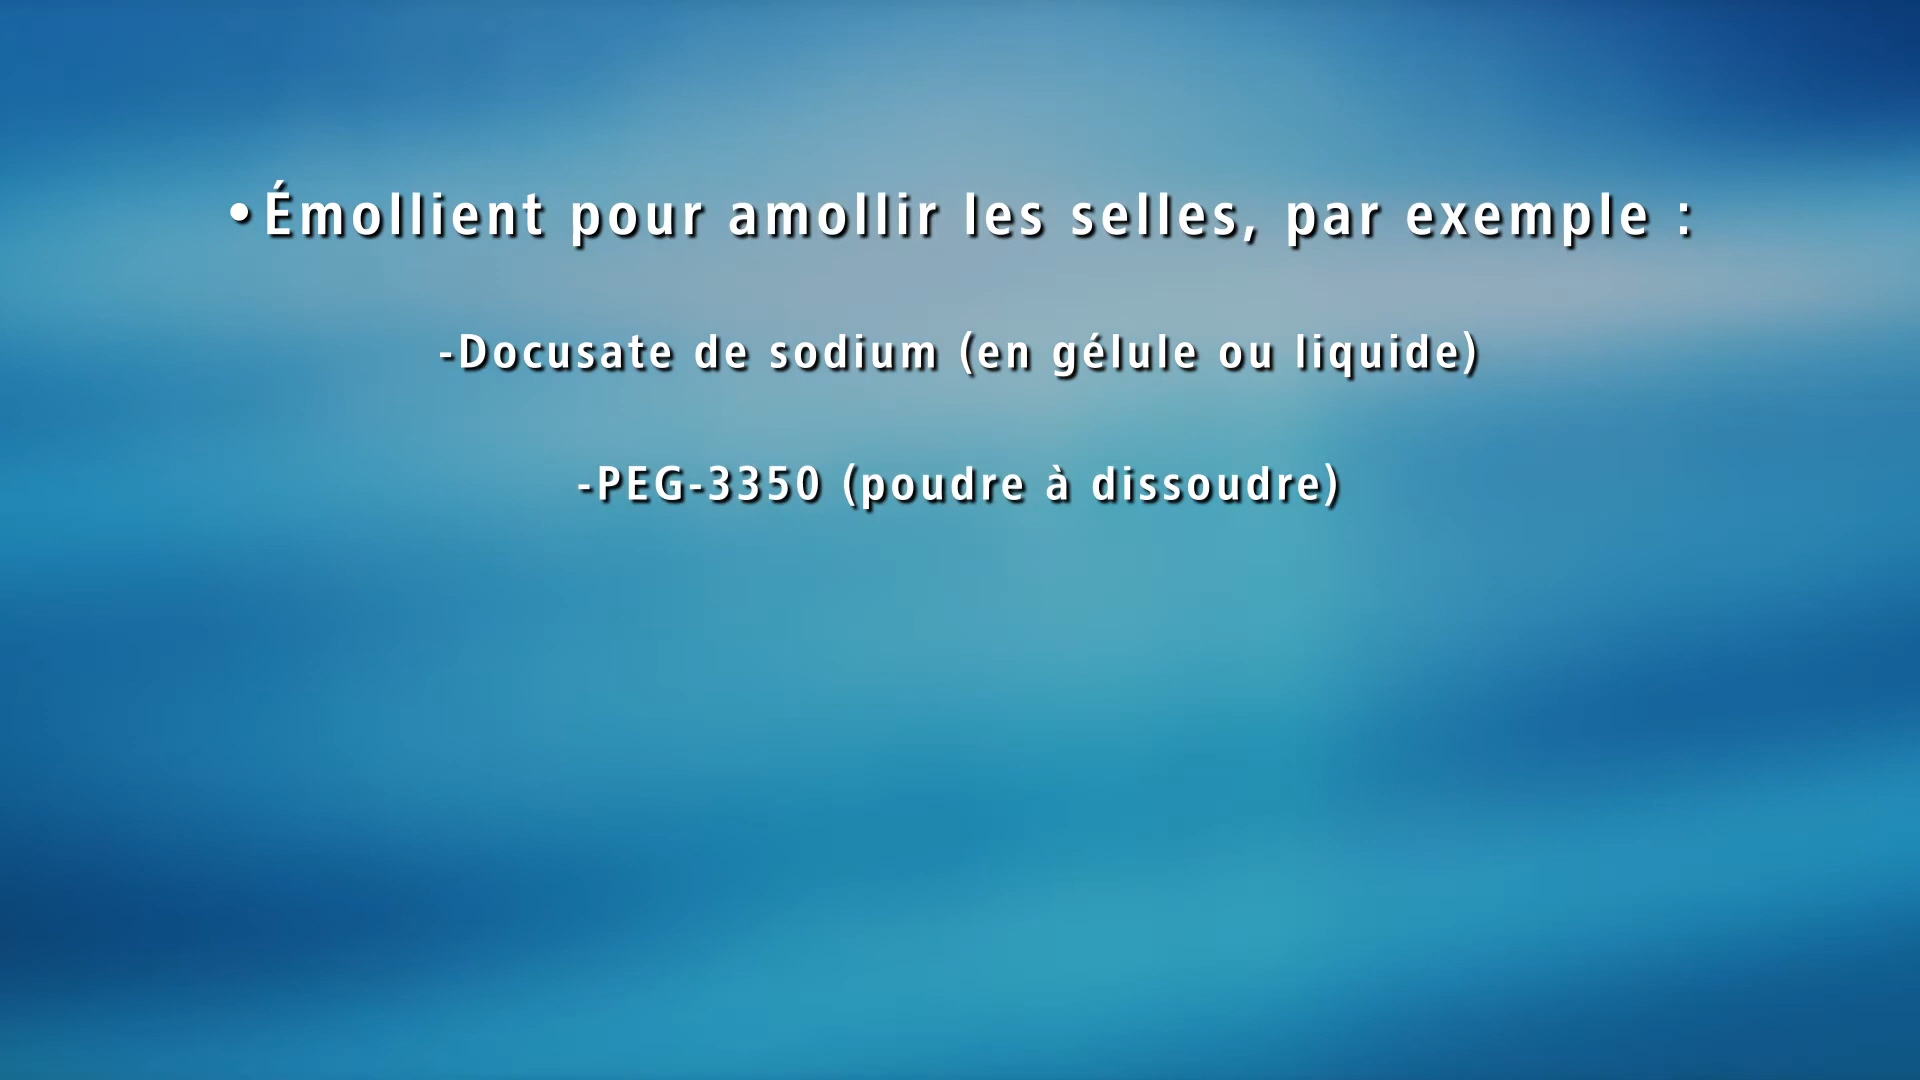 •Émollient pour amollir les selles, par exemple :
-Docusate de sodium (en gélule ou liquide)
-PEG-3350 (poudre à dissoudre)